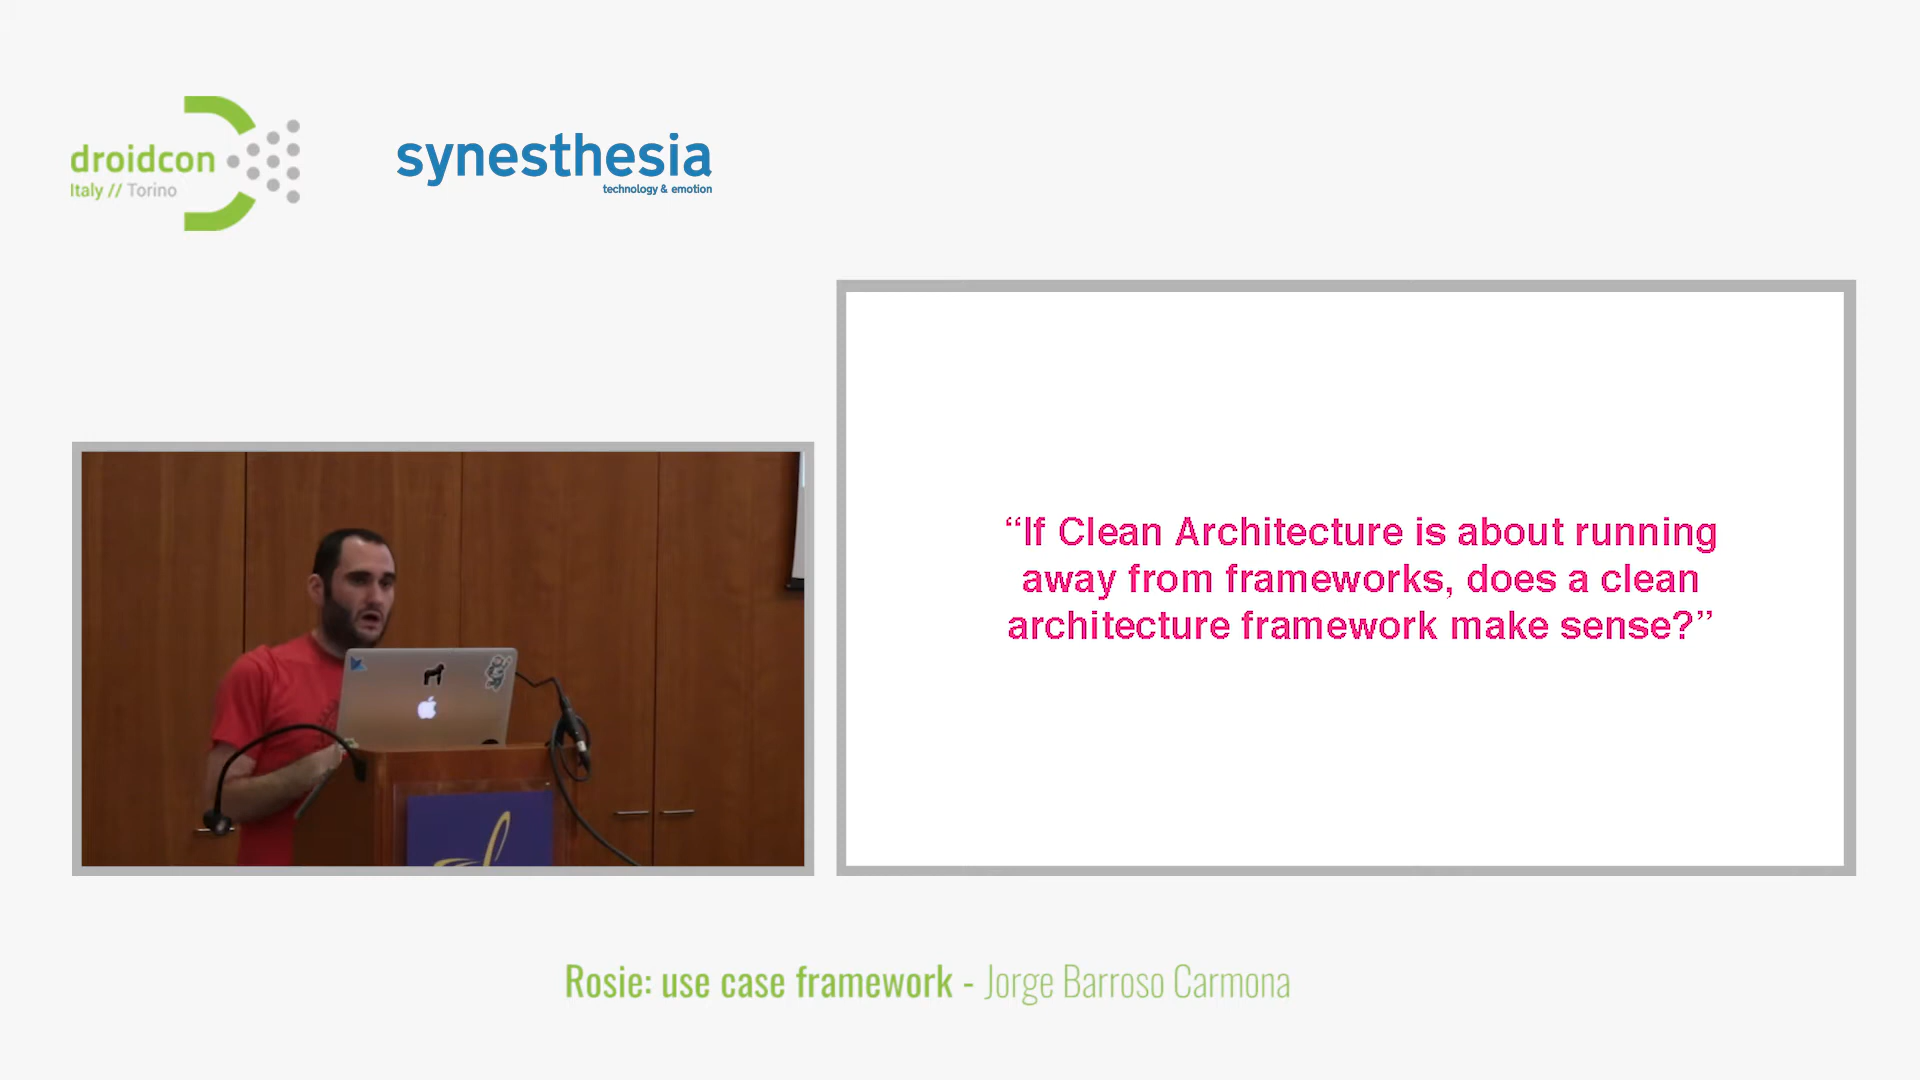 droidcon
Italy // Torino
synesthesia
technology & emotion
“If Clean Architecture is about running
away from frameworks, does a clean
architecture framework make sense?”
Rosie: use case framework - Jorge Barroso Carmona